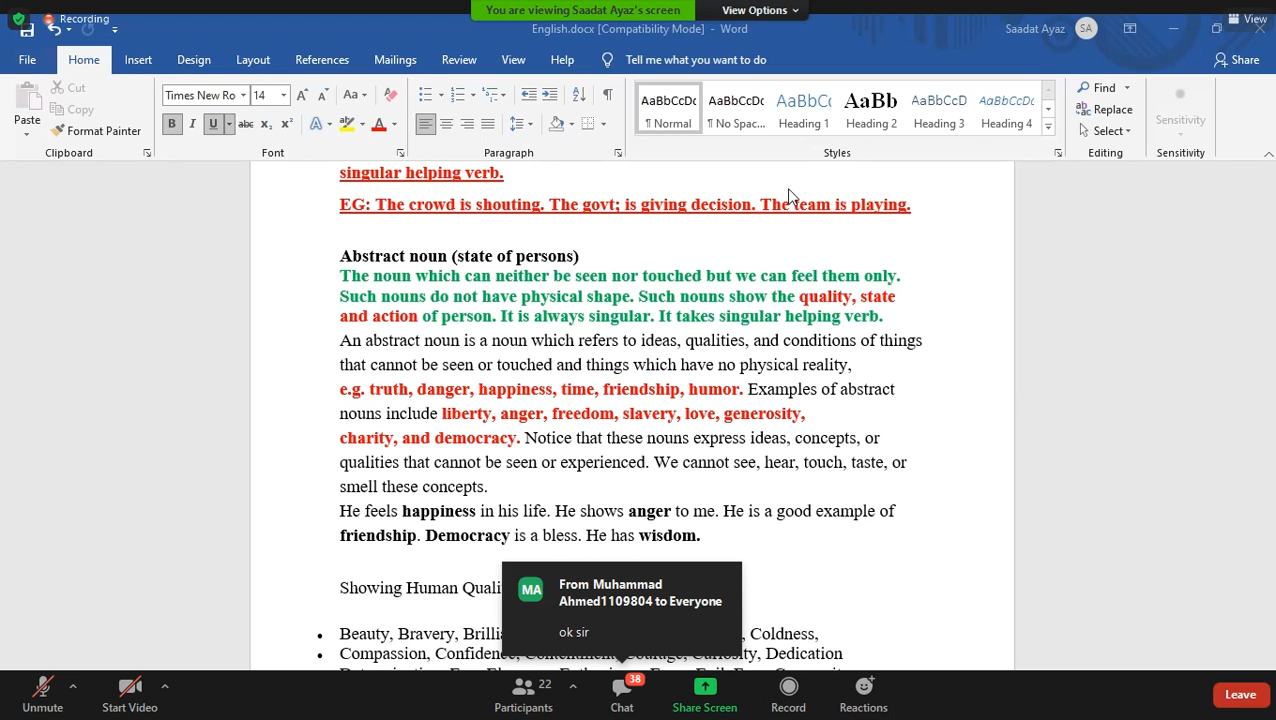 Recording
You are viewing Saadat Ayaz's screen
View Options
View
English.docx [Compatibility Mode] - Word
Saadat Ayaz
SA
File
Home
Insert
Design
Layout
References
Mailings
Review
View
Help
Tell me what you want to do
Share
Paste
Cut
Copy
Format Painter
Clipboard
Times New Ro
14
Aa
Font
Paragraph
AaBbCcDc
¶ Normal
AaBbCcDc
¶ No Spac...
AaBbCc
Heading 1
AaBb
Heading 2
AaBbCcD
Heading 3
AaBbCcDc
Heading 4
Styles
Find
Replace
Select
Editing
Sensitivity
Sensitivity
singular helping verb.
EG: The crowd is shouting. The govt; is giving decision. The team is playing.
Abstract noun (state of persons)
The noun which can neither be seen nor touched but we can feel them only.
Such nouns do not have physical shape. Such nouns show the quality, state
and action of person. It is always singular. It takes singular helping verb.
An abstract noun is a noun which refers to ideas, qualities, and conditions of things
that cannot be seen or touched and things which have no physical reality,
e.g. truth, danger, happiness, time, friendship, humor. Examples of abstract
nouns include liberty, anger, freedom, slavery, love, generosity,
charity, and democracy. Notice that these nouns express ideas, concepts, or
qualities that cannot be seen or experienced. We cannot see, hear, touch, taste, or
smell these concepts.
He feels happiness in his life. He shows anger to me. He is a good example of
friendship. Democracy is a bless. He has wisdom.
Showing Human
MA
From Muhammad
Ahmed1109804 to Everyone
ok sir
Beauty, Bravery, Coldness,
Compassion, Confidence, Dedication
Unmute
Start Video
22
Participants
38
Chat
Share Screen
Record
Reactions
Leave